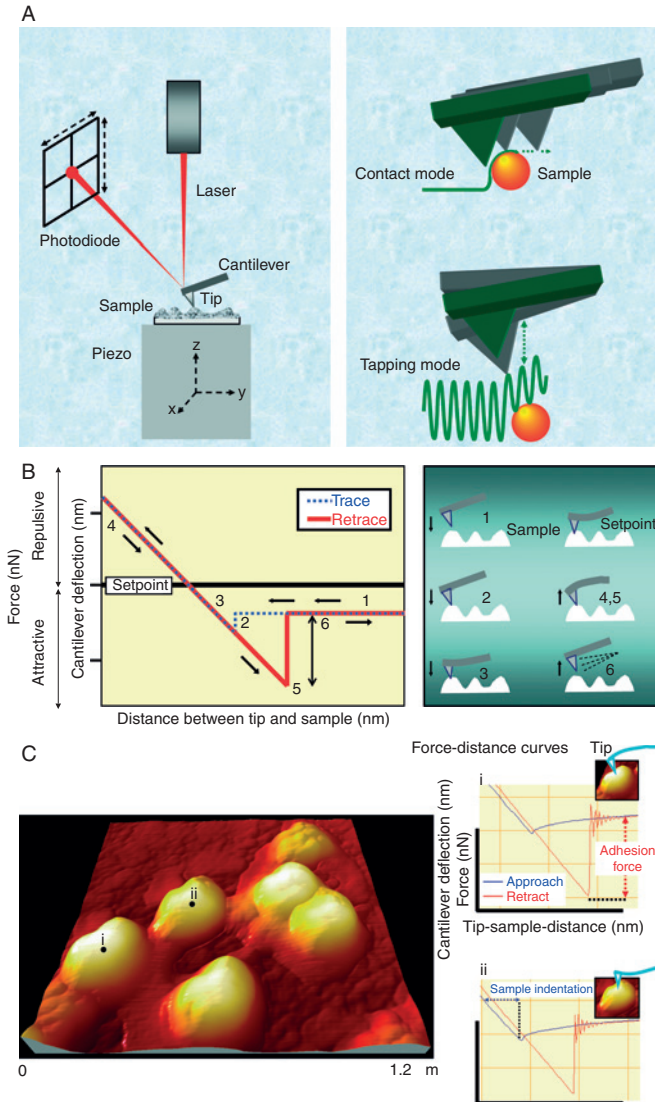 A
Laser
Photodiode
Cantilever
Sample
Tip
Piezo
z
y
x
Contact mode
Sample
Tapping mode
B
Force (nN)
Attractive
Repulsive
Cantilever deflection (nm)
Trace
Retrace
4
Setpoint
3
2
1
6
5
Distance between tip and sample (nm)
1
Sample
Setpoint
2
4,5
3
6
C
i
ii
0
1.2 m
Force-distance curves Tip
i
Cantilever deflection (nm)
Force (nN)
Adhesion
force
Approach
Retract
Tip-sample-distance (nm)
ii
Sample indentation